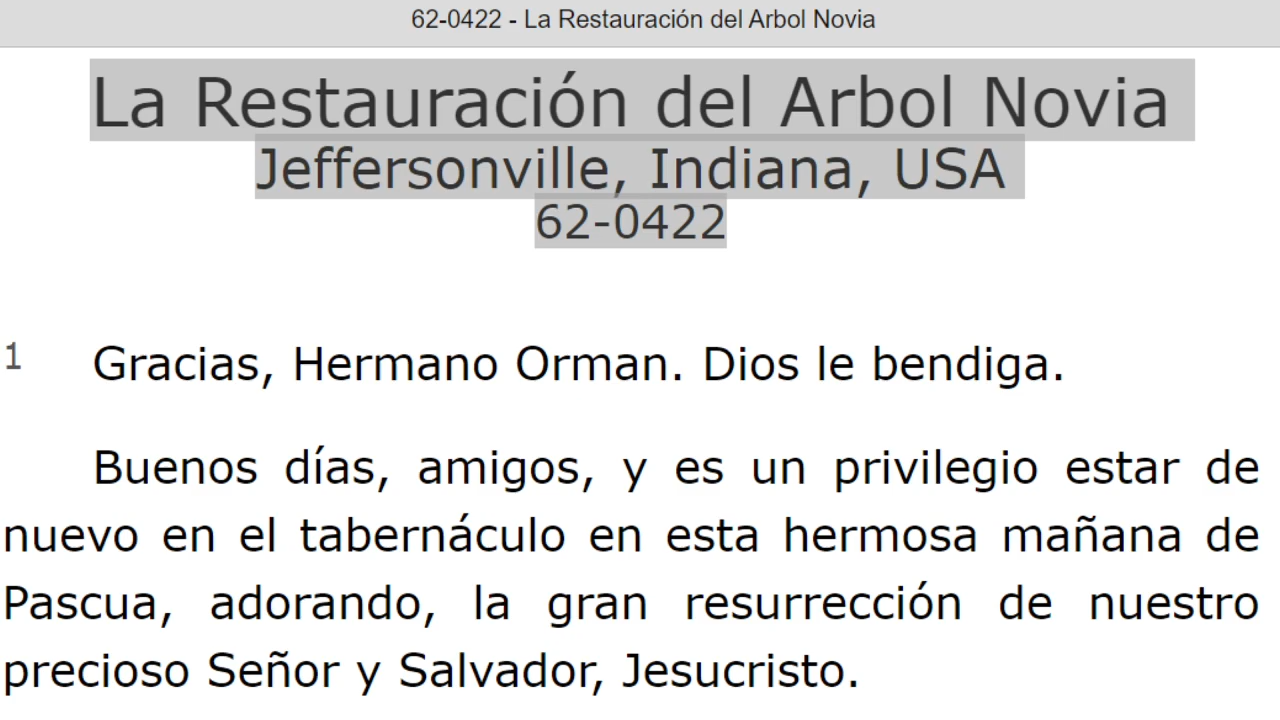 62-0422 - La Restauración del Arbol Novia
La Restauración del Arbol Novia
Jeffersonville, Indiana, USA
62-0422
1 Gracias, Hermano Orman. Dios le bendiga.
Buenos días, amigos, y es un privilegio estar de
nuevo en el tabernáculo en esta hermosa mañana de
Pascua, adorando, la gran resurrección de nuestro
precioso Señor y Salvador, Jesucristo.